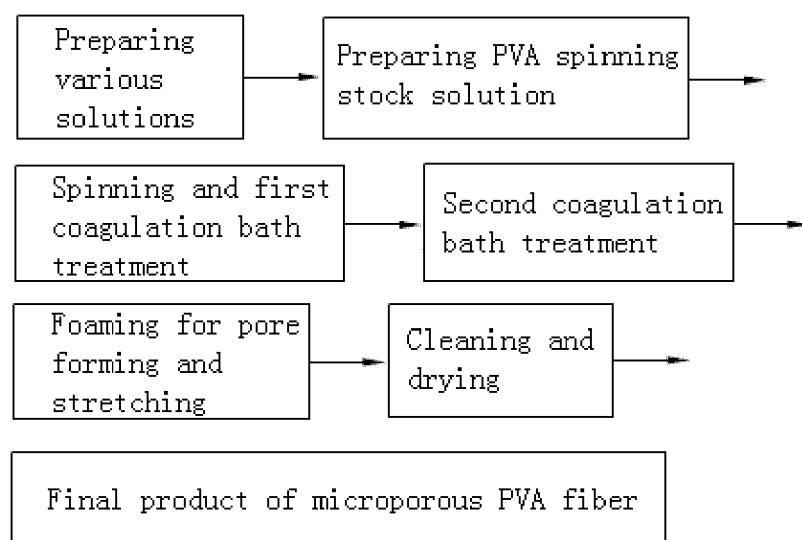 Preparing
various
solutions
Preparing PVA spinning
stock solution
Spinning and first
coagulation bath
treatment
Second coagulation
bath treatment
Foaming for pore
forming and
stretching
Cleaning and
drying
Final product of microporous PVA fiber